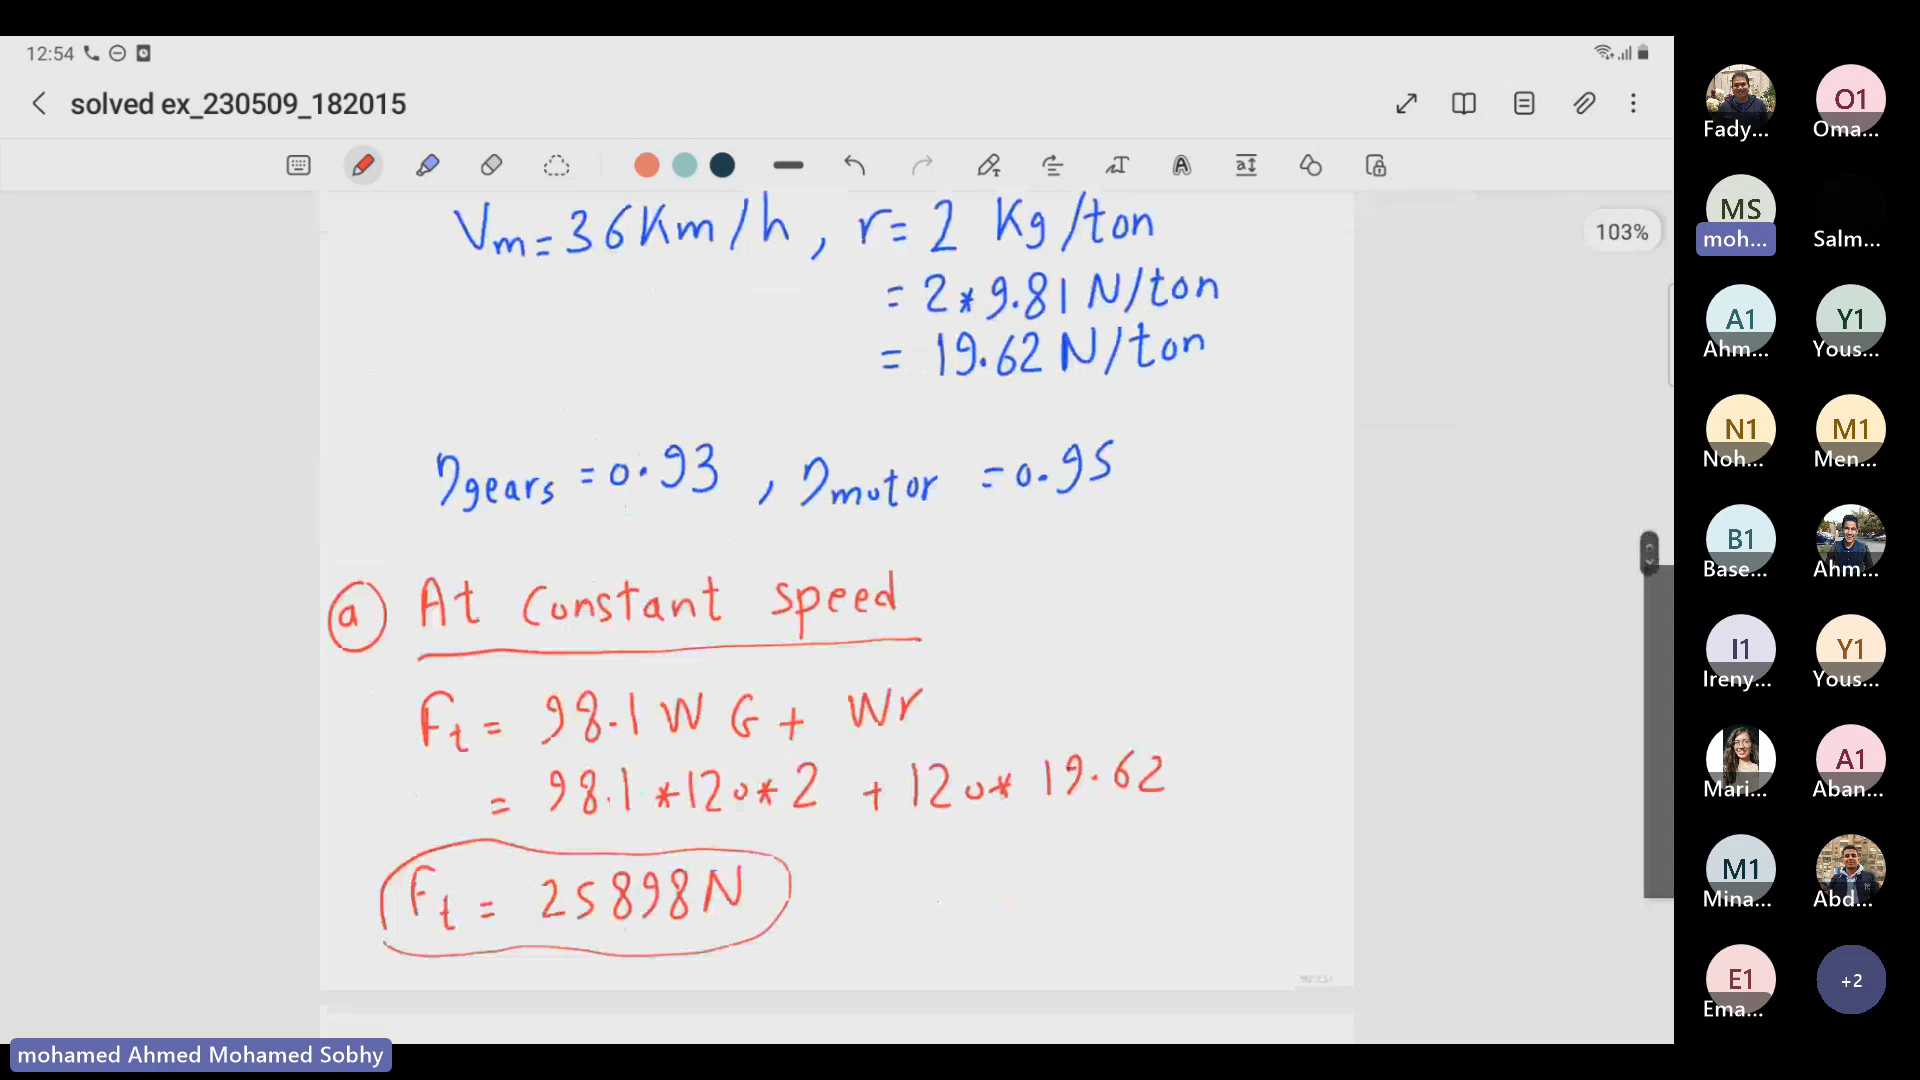 12:54
solved ex_230509_182015
103%
Vm = 36 Km/h, r = 2 Kg/ton
= 2*9.81 N/ton
= 19.62 N/ton
ηgears = 0.93, ηmotor = 0.95
a At Constant speed
Ft = 98.1 W G + Wr
= 98.1 *120* 2 + 120* 19.62
Ft = 25898 N
Fady...
O1
Oma...
MS
moh...
Salm...
A1
Ahm...
Y1
Yous...
N1
Noh...
M1
Men...
B1
Base...
Ahm...
I1
Ireny...
Y1
Yous...
Mari...
A1
Aban...
M1
Mina...
Abd...
E1
Ema...
+2
mohamed Ahmed Mohamed Sobhy